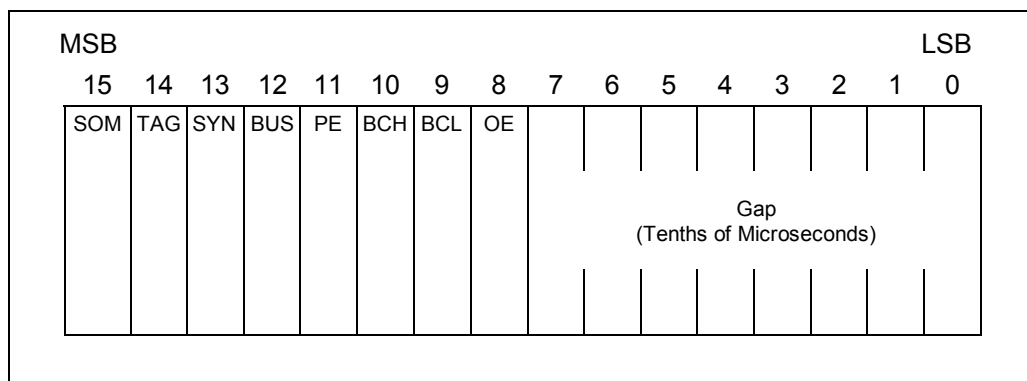 MSB LSB
15 14 13 12 11 10 9 8 7 6 5 4 3 2 1 0
SOM TAG SYN BUS PE BCH BCL OE
Gap
(Tenths of Microseconds)